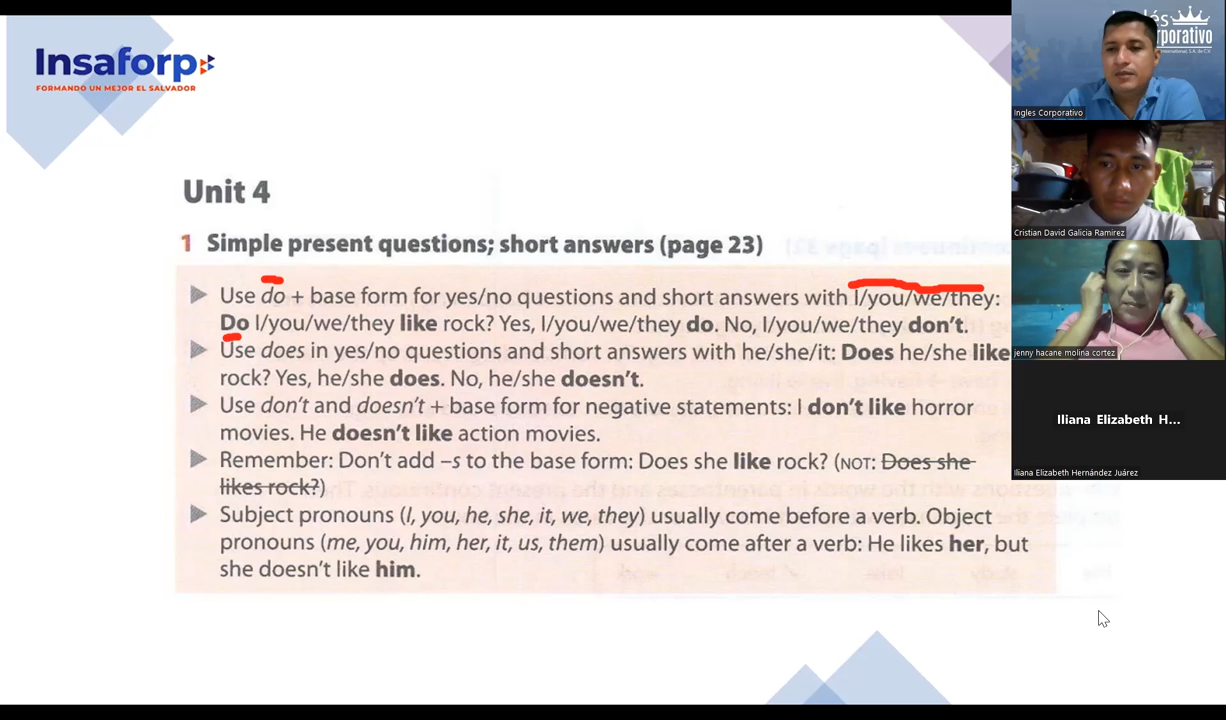 Insaforp
FORMANDO UN MEJOR EL SALVADOR
Unit 4
1 Simple present questions; short answers (page 23)
Use do + base form for yes/no questions and short answers with I/you/we/they:
Do I/you/we/they like rock? Yes, I/you/we/they do. No, I/you/we/they don't.
Use does in yes/no questions and short answers with he/she/it: Does he/she like
rock? Yes, he/she does. No, he/she doesn't.
Use don't and doesn't + base form for negative statements: I don't like horror
movies. He doesn't like action movies.
Remember: Don't add –s to the base form: Does she like rock? (NOT: Does she
likes rock?)
Subject pronouns (I, you, he, she, it, we, they) usually come before a verb. Object
pronouns (me, you, him, her, it, us, them) usually come after a verb: He likes her, but
she doesn't like him.
Ingles Corporativo
Cristian David Galicia Ramirez
jenny hacane molina cortez
Iliana Elizabeth H...
Iliana Elizabeth Hernández Juárez